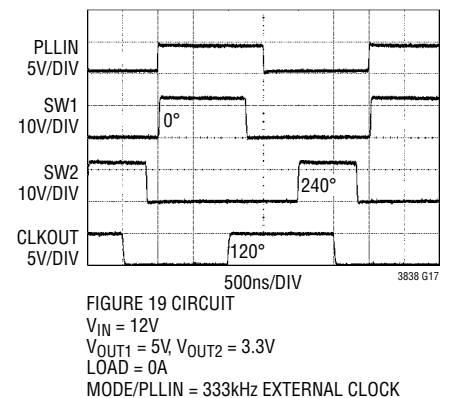 PLLIN
5V/DIV
SW1
10V/DIV
0°
SW2
10V/DIV
240°
CLKOUT
5V/DIV
120°
500ns/DIV
3838 G17
FIGURE 19 CIRCUIT
VIN = 12V
VOUT1 = 5V, VOUT2 = 3.3V
LOAD = 0A
MODE/PLLIN = 333kHz EXTERNAL CLOCK